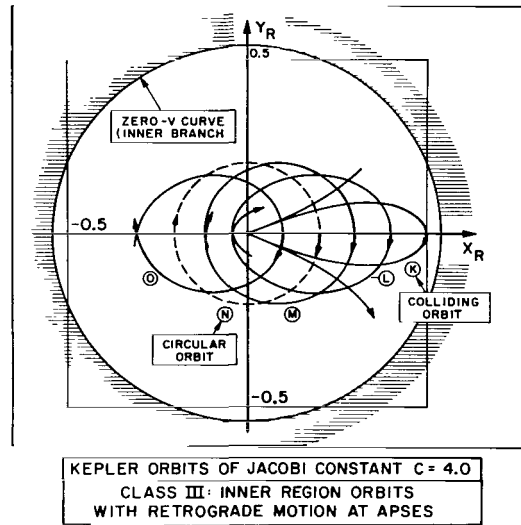 Y_R
0.5
ZERO-V CURVE
(INNER BRANCH
-0.5
X_R
O
L
K
N
M
COLLIDING
ORBIT
CIRCULAR
ORBIT
-0.5
KEPLER ORBITS OF JACOBI CONSTANT C = 4.0
CLASS III: INNER REGION ORBITS
WITH RETROGRADE MOTION AT APSES